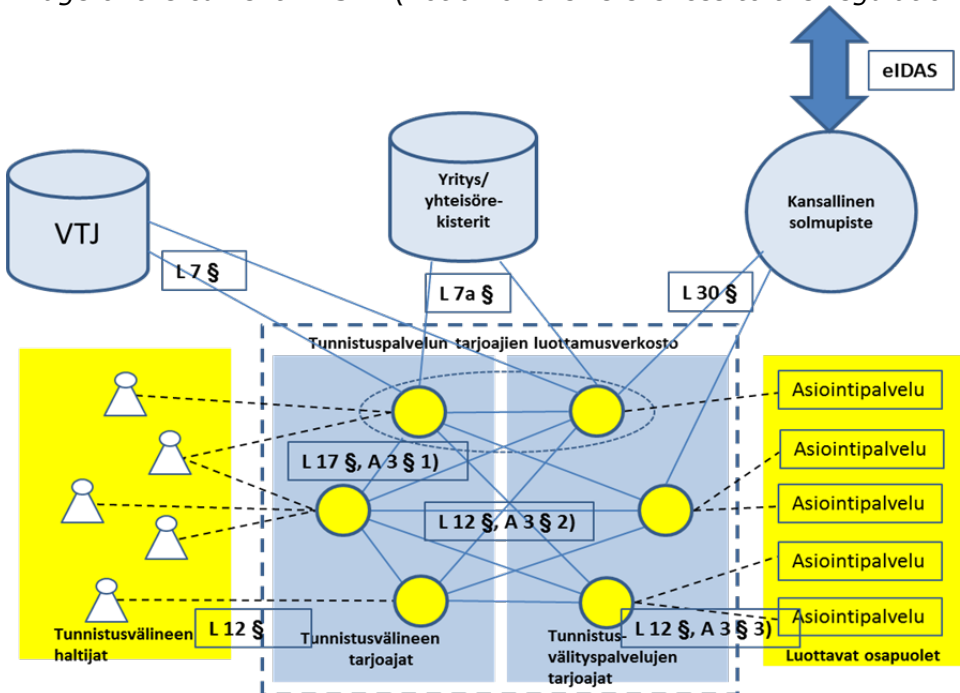 eIDAS
Yritys/
yhteisöre-
kisterit
Kansallinen
solmupiste
VTJ
L 7 §
L 7a §
L 30 §
Tunnistuspalvelun tarjoajien luottamusverkosto
Asiointipalvelu
Asiointipalvelu
L 17 §, A 3 § 1)
Asiointipalvelu
L 12 §, A 3 § 2)
Asiointipalvelu
Asiointipalvelu
Tunnistusvälineen
haltijat
L 12 §
Tunnistusvälineen
tarjoajat
Tunnistus-
välityspalvelujen
tarjoajat
L 12 §, A 3 § 3)
Luottavat osapuolet